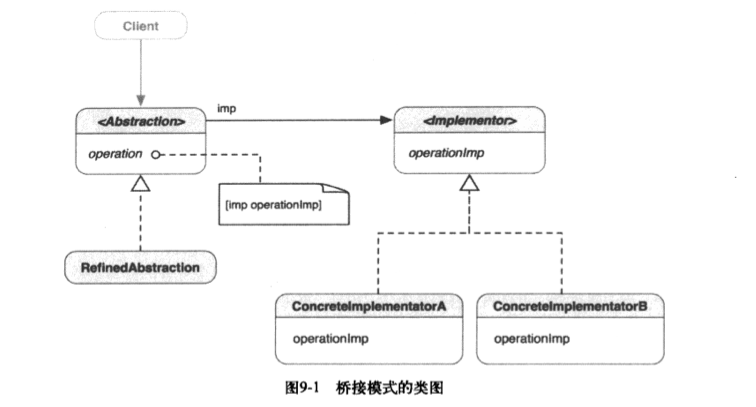 Client
<Abstraction>
imp
<Implementor>
operation
operationImp
[imp operationImp]
RefinedAbstraction
ConcreteImplementatorA
ConcreteImplementatorB
operationImp
operationImp
图9-1 桥接模式的类图